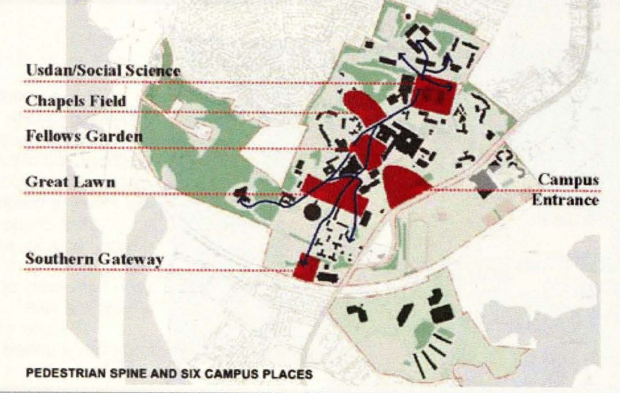 Usdan/Social Science
Chapels Field
Fellows Garden
Great Lawn
Campus
Entrance
Southern Gateway
PEDESTRIAN SPINE AND SIX CAMPUS PLACES